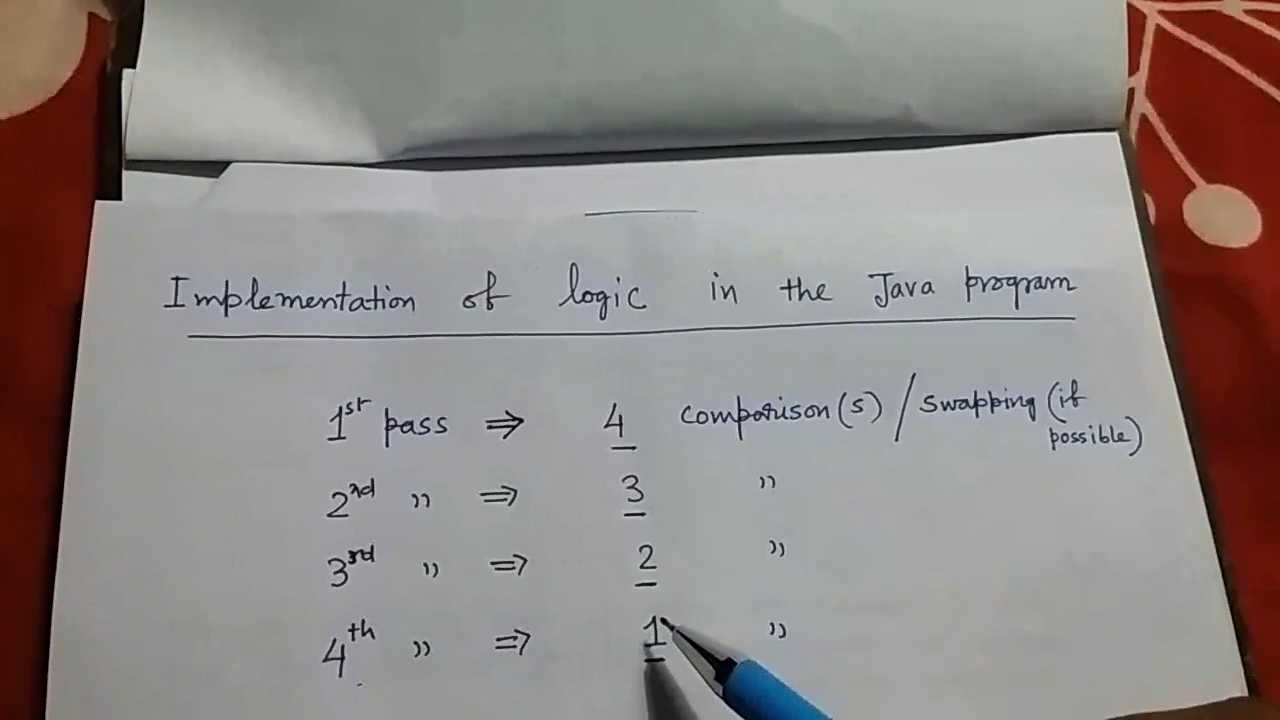 Implementation of logic in the Java program
1st pass ⇒ 4 comparison(s) / swapping (if possible)
2nd " ⇒ 3 "
3rd " ⇒ 2 "
4th " ⇒ 1 "